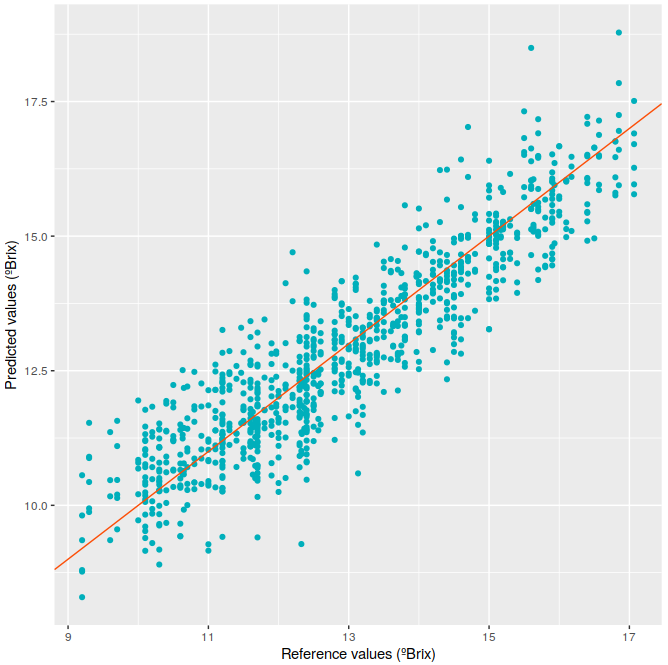 Predicted values (ºBrix)
17.5
15.0
12.5
10.0
9 11 13 15 17
Reference values (ºBrix)